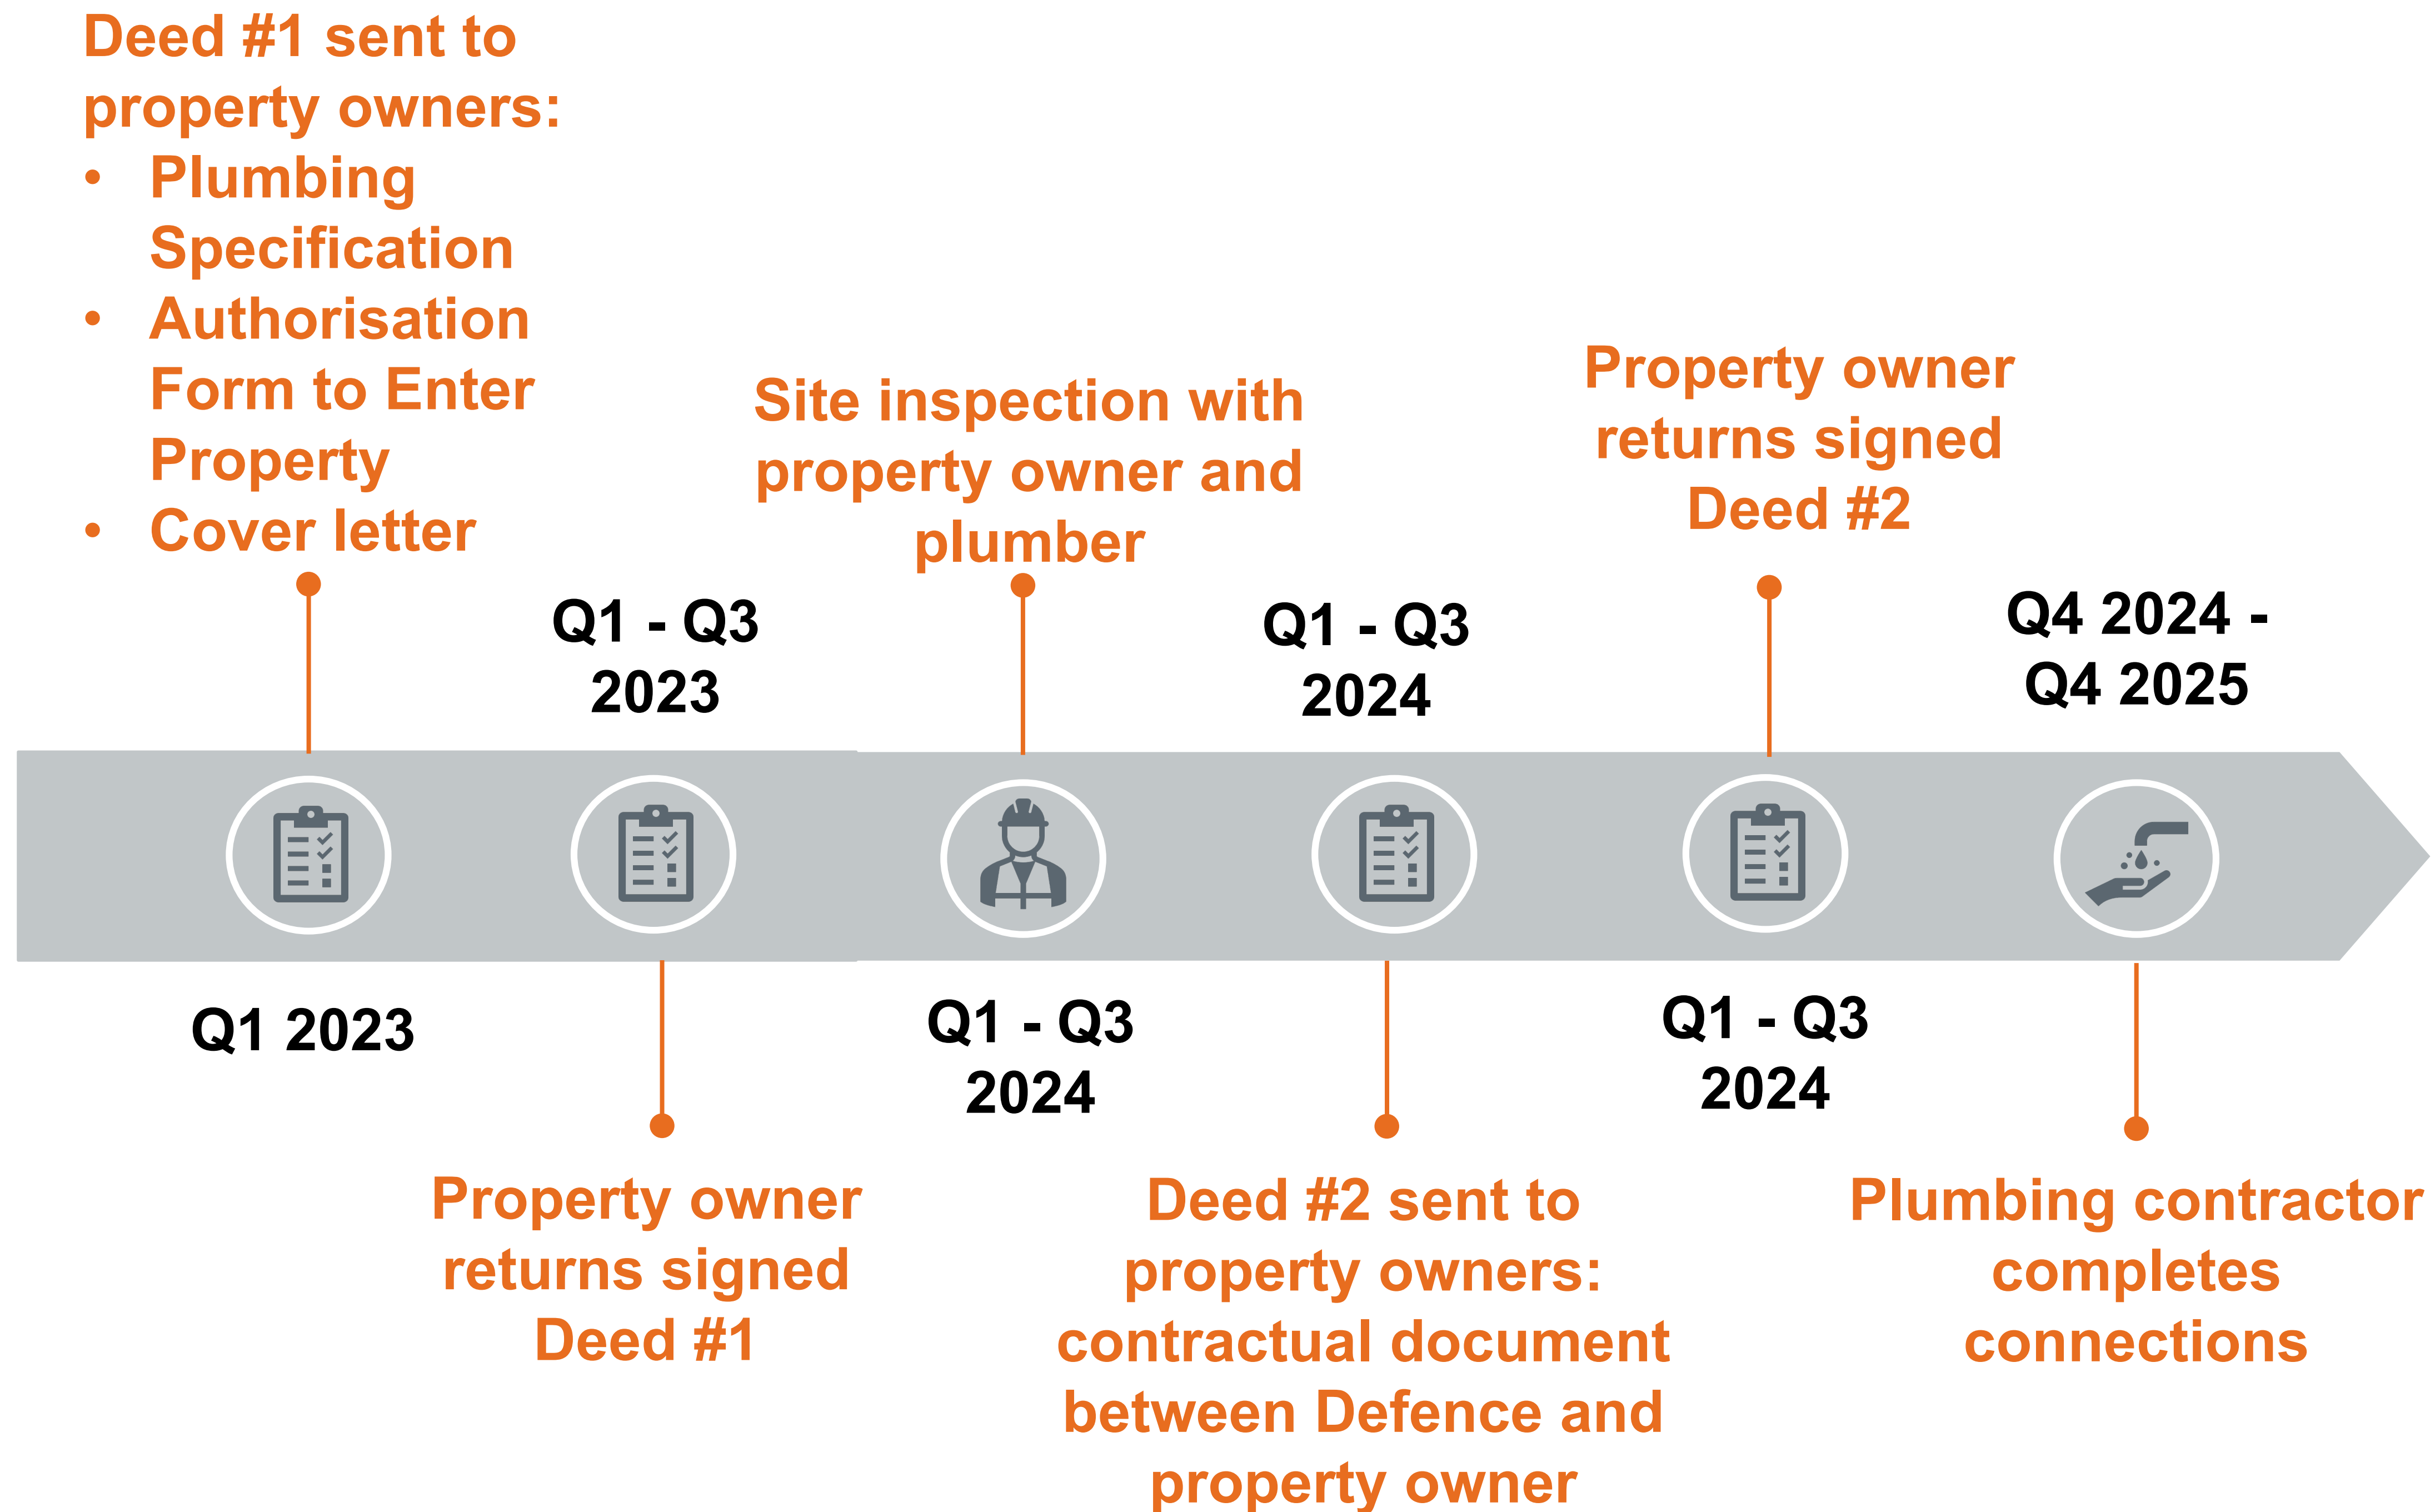 Deed #1 sent to
property owners:
• Plumbing
Specification
• Authorisation
Form to Enter
Property
• Cover letter
Q1 2023
Q1 - Q3
2023
Property owner
returns signed
Deed #1
Site inspection with
property owner and
plumber
Q1 - Q3
2024
Q1 - Q3
2024
Deed #2 sent to
property owners:
contractual document
between Defence and
property owner
Property owner
returns signed
Deed #2
Q1 - Q3
2024
Q4 2024 -
Q4 2025
Plumbing contractor
completes
connections